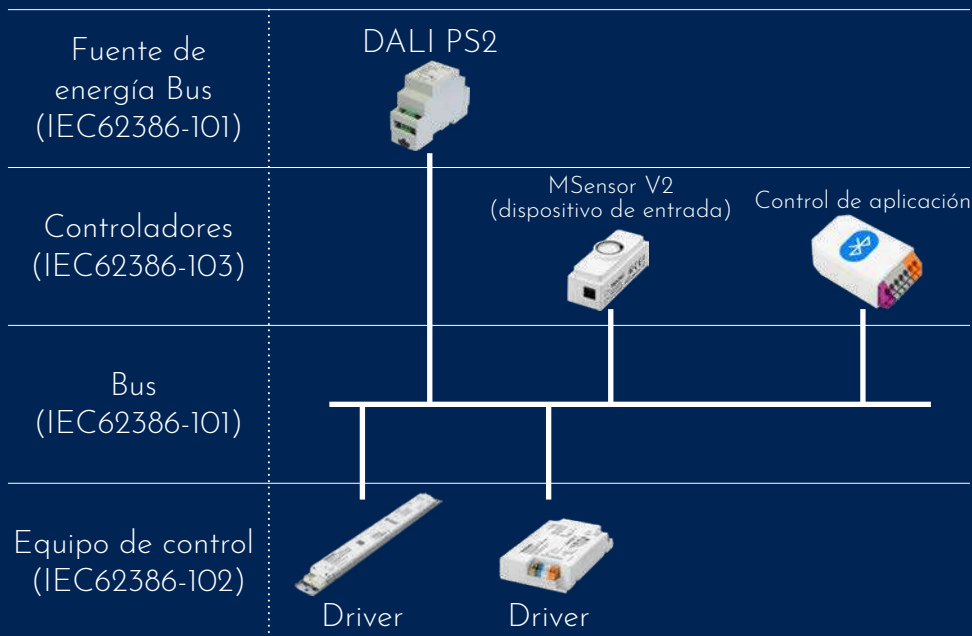 Fuente de
energía Bus
(IEC62386-101)
DALI PS2
Controladores
(IEC62386-103)
MSensor V2
(dispositivo de entrada)
Control de aplicación
Bus
(IEC62386-101)
Equipo de control
(IEC62386-102)
Driver
Driver